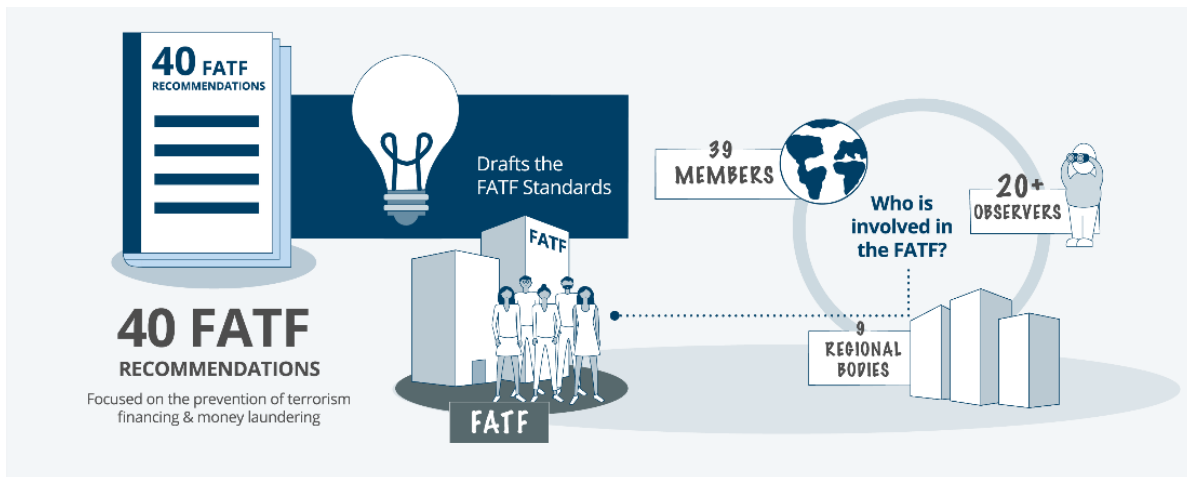 40 FATF
RECOMMENDATIONS
40 FATF
RECOMMENDATIONS
Focused on the prevention of terrorism
financing & money laundering
Drafts the
FATF Standards
FATF
FATF
39
MEMBERS
Who is
involved in
the FATF?
20+
OBSERVERS
9
REGIONAL
BODIES